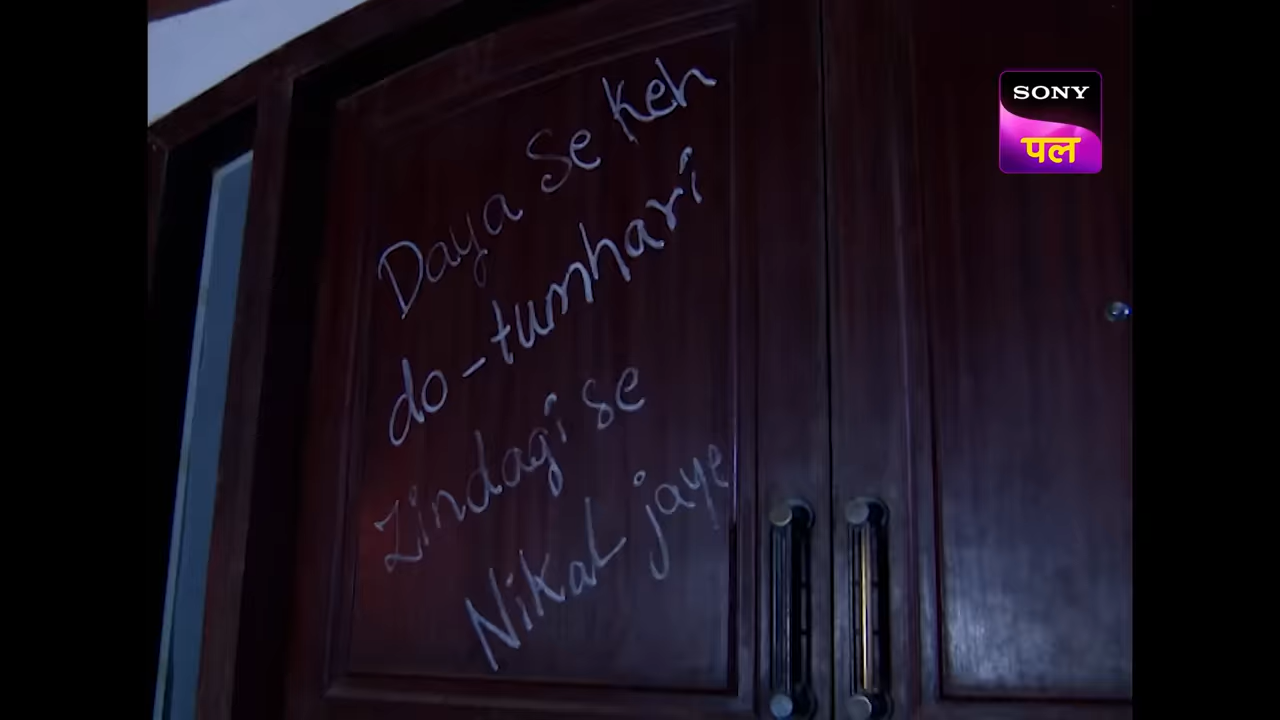 SONY
पल
Daya Se Keh
do-tumhari
zindagi se
Nikal jaye